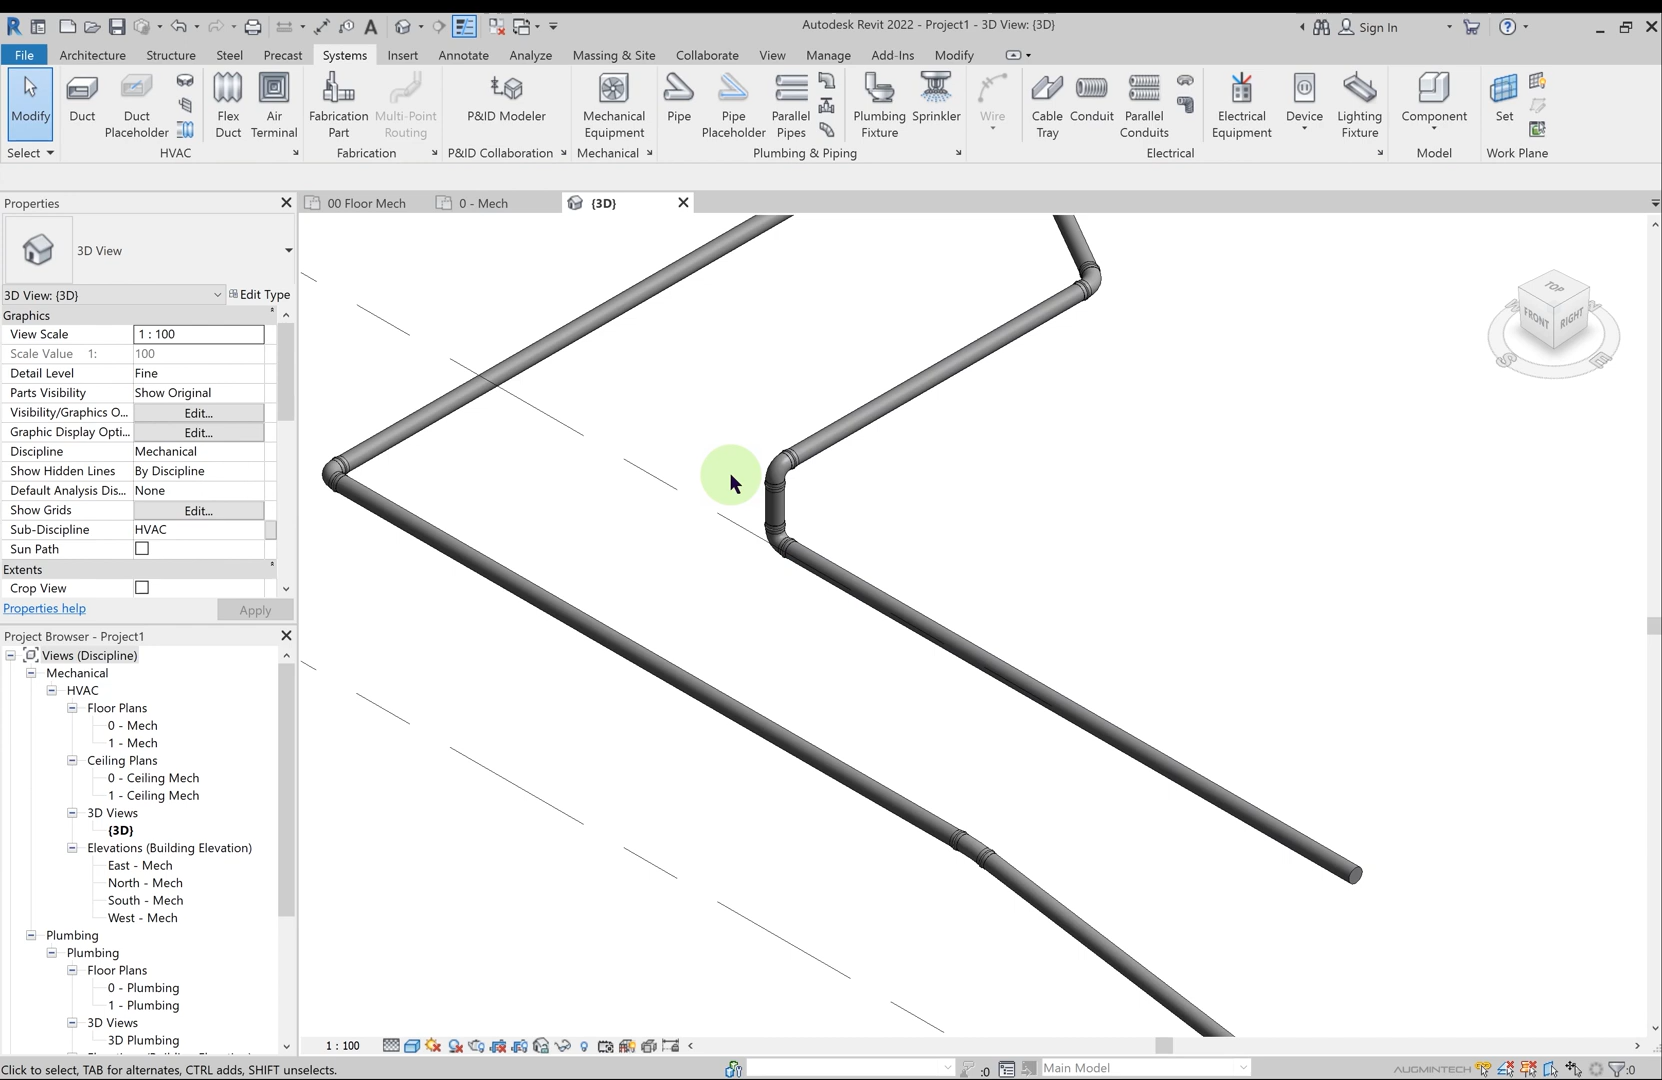 Autodesk Revit 2022 - Project1 - 3D View: {3D}
Sign In
File Architecture Structure Steel Precast Systems Insert Annotate Analyze Massing & Site Collaborate View Manage Add-Ins Modify
Modify
Duct
Duct Placeholder
Flex Duct
Air Terminal
Fabrication Part
Multi-Point Routing
P&ID Modeler
Mechanical Equipment
Pipe
Pipe Placeholder
Parallel Pipes
Plumbing Fixture
Sprinkler
Wire
Cable Tray
Conduit
Parallel Conduits
Electrical Equipment
Device
Lighting Fixture
Component
Set
Select HVAC Fabrication P&ID Collaboration Mechanical Plumbing & Piping Electrical Model Work Plane
Properties
00 Floor Mech
0 - Mech
{3D}
3D View
3D View: {3D} Edit Type
Graphics
View Scale 1 : 100
Scale Value 1: 100
Detail Level Fine
Parts Visibility Show Original
Visibility/Graphics O... Edit...
Graphic Display Opti... Edit...
Discipline Mechanical
Show Hidden Lines By Discipline
Default Analysis Dis... None
Show Grids Edit...
Sub-Discipline HVAC
Sun Path
Extents
Crop View
Properties help Apply
Project Browser - Project1
Views (Discipline)
Mechanical
HVAC
Floor Plans
0 - Mech
1 - Mech
Ceiling Plans
0 - Ceiling Mech
1 - Ceiling Mech
3D Views
{3D}
Elevations (Building Elevation)
East - Mech
North - Mech
South - Mech
West - Mech
Plumbing
Plumbing
Floor Plans
0 - Plumbing
1 - Plumbing
3D Views
3D Plumbing
TOP
FRONT
RIGHT
S
E
1 : 100
Click to select, TAB for alternates, CTRL adds, SHIFT unselects.
:0
Main Model
AUGMINTECH
:0